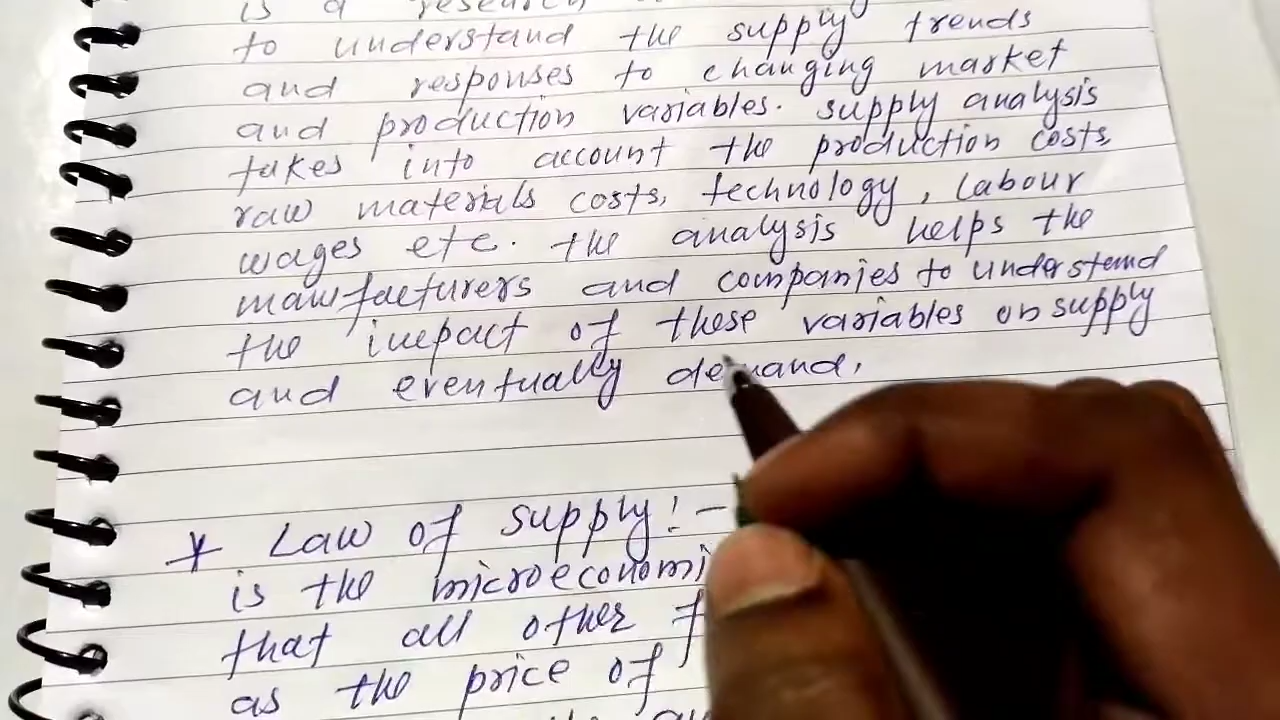 is a research
to understand the supply trends
and responses to changing market
and production variables. supply analysis
takes into account the production costs,
raw materials costs, technology, Labour
wages etc. the analysis helps the
manufacturers and companies to understand
the impact of these variables on supply
and eventually demand.
* Law of supply:-
is the microeconomi
that all other f
as the price of